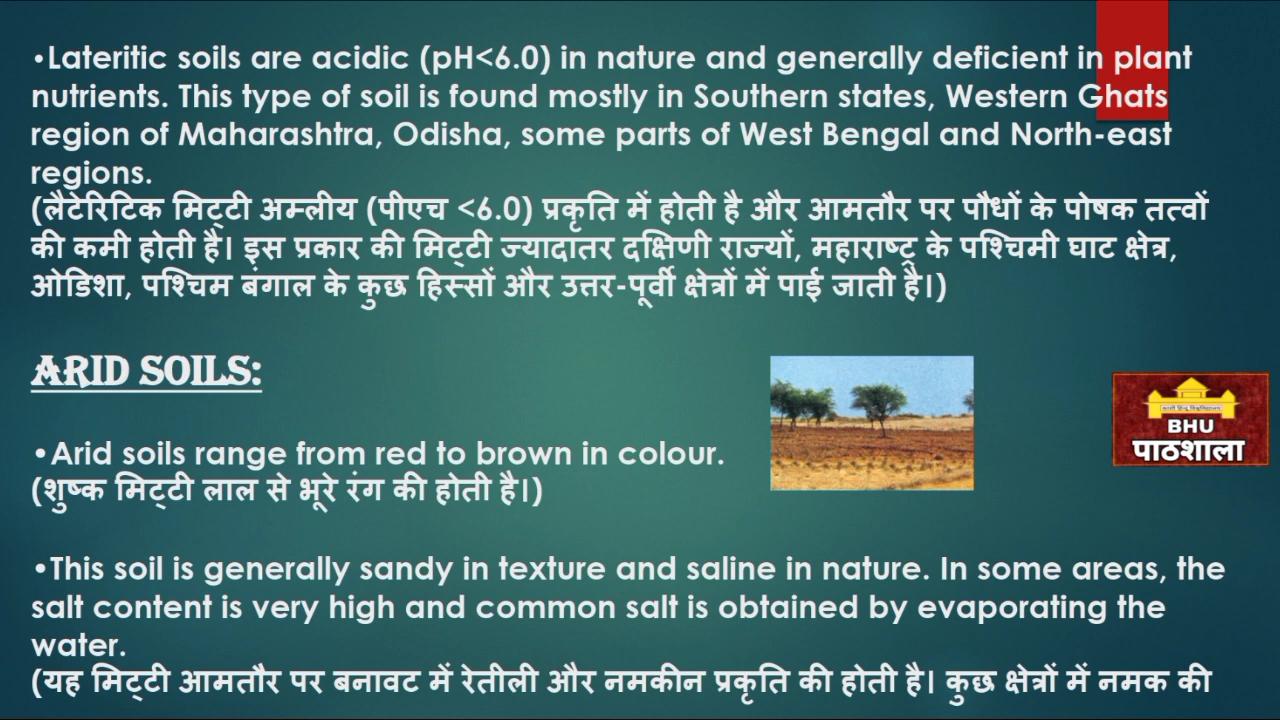 •Lateritic soils are acidic (pH<6.0) in nature and generally deficient in plant
nutrients. This type of soil is found mostly in Southern states, Western Ghats
region of Maharashtra, Odisha, some parts of West Bengal and North-east
regions.
(लैटेरिटिक मिट्टी अम्लीय (पीएच <6.0) प्रकृति में होती है और आमतौर पर पौधों के पोषक तत्वों
की कमी होती है। इस प्रकार की मिट्टी ज्यादातर दक्षिणी राज्यों, महाराष्ट्र के पश्चिमी घाट क्षेत्र,
ओडिशा, पश्चिम बंगाल के कुछ हिस्सों और उत्तर-पूर्वी क्षेत्रों में पाई जाती है।)
ARID SOILS:
•Arid soils range from red to brown in colour.
(शुष्क मिट्टी लाल से भूरे रंग की होती है।)
काशी हिन्दू विश्वविद्यालय
BHU
पाठशाला
•This soil is generally sandy in texture and saline in nature. In some areas, the
salt content is very high and common salt is obtained by evaporating the
water.
(यह मिट्टी आमतौर पर बनावट में रेतीली और नमकीन प्रकृति की होती है। कुछ क्षेत्रों में नमक की